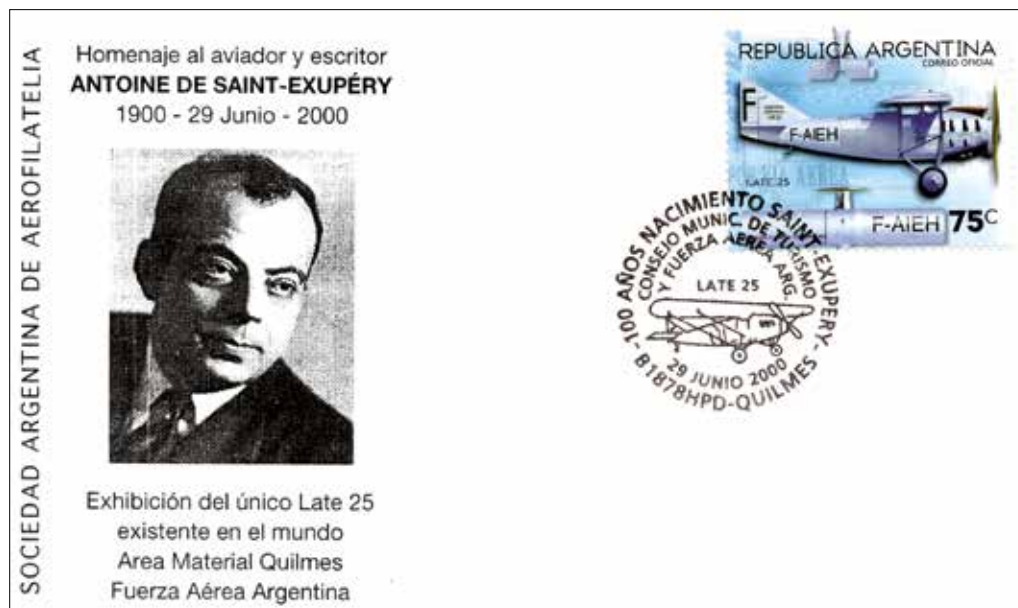 SOCIEDAD ARGENTINA DE AEROFILATELIA
Homenaje al aviador y escritor
ANTOINE DE SAINT-EXUPÉRY
1900 - 29 Junio - 2000
Exhibición del único Late 25
existente en el mundo
Area Material Quilmes
Fuerza Aérea Argentina
REPUBLICA ARGENTINA
CORREO OFICIAL
F
F-AIEH
LATE 25
F-AIEH 75C
-100 AÑOS NACIMIENTO SAINT-EXUPERY-
CONSEJO MUNIC. DE TURISMO
Y FUERZA AEREA ARG.
LATE 25
29 JUNIO 2000
B1878HPD-QUILMES